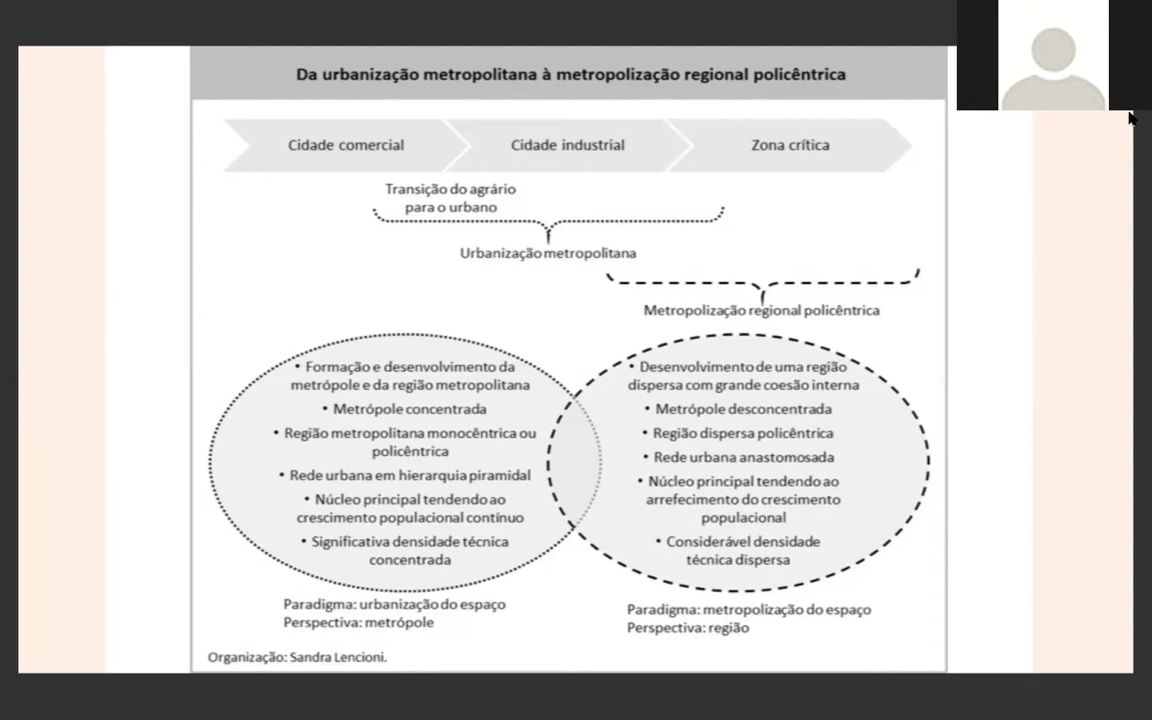 Da urbanização metropolitana à metropolização regional policêntrica
Cidade comercial
Cidade industrial
Zona crítica
Transição do agrário
para o urbano
Urbanização metropolitana
Metropolização regional policêntrica
• Formação e desenvolvimento da
metrópole e da região metropolitana
• Metrópole concentrada
• Região metropolitana monocêntrica ou
policêntrica
• Rede urbana em hierarquia piramidal
• Núcleo principal tendendo ao
crescimento populacional contínuo
• Significativa densidade técnica
concentrada
• Desenvolvimento de uma região
dispersa com grande coesão interna
• Metrópole desconcentrada
• Região dispersa policêntrica
• Rede urbana anastomosada
• Núcleo principal tendendo ao
arrefecimento do crescimento
populacional
• Considerável densidade
técnica dispersa
Paradigma: urbanização do espaço
Perspectiva: metrópole
Paradigma: metropolização do espaço
Perspectiva: região
Organização: Sandra Lencioni.